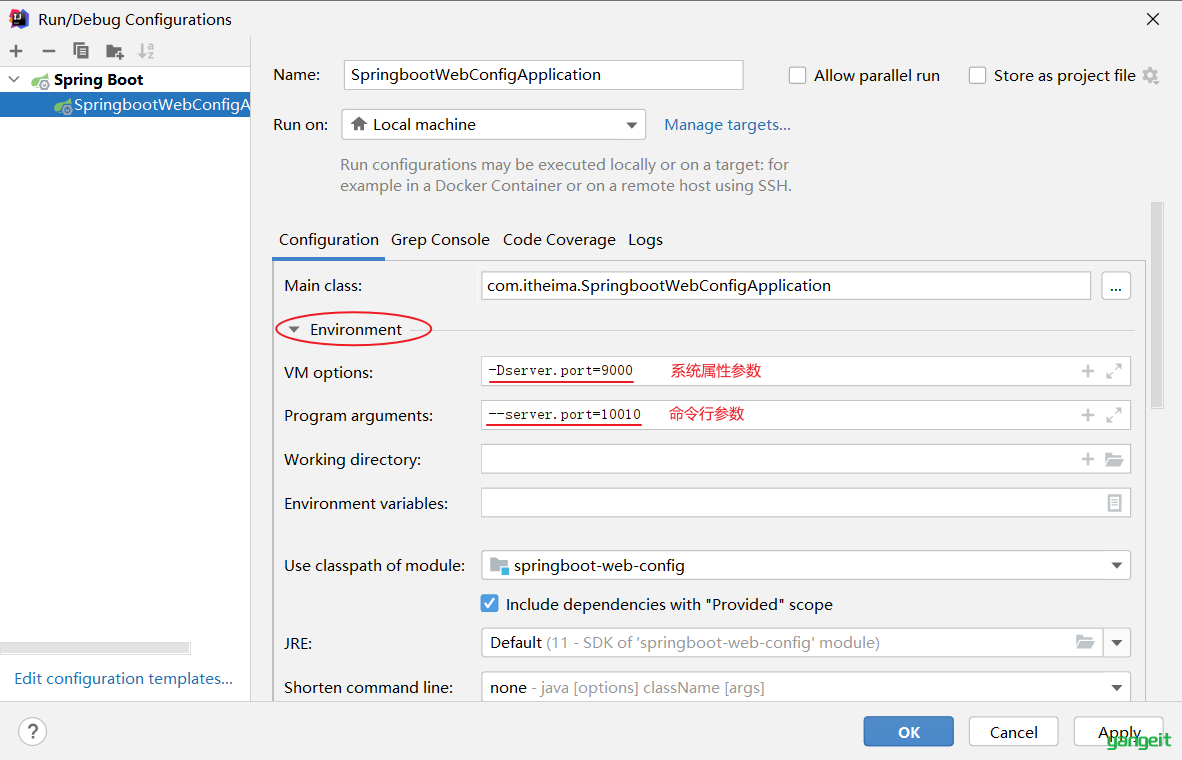 Run/Debug Configurations
Spring Boot
SpringbootWebConfigA
Name: SpringbootWebConfigApplication Allow parallel run Store as project file
Run on: Local machine Manage targets...
Run configurations may be executed locally or on a target: for
example in a Docker Container or on a remote host using SSH.
Configuration Grep Console Code Coverage Logs
Main class: com.itheima.SpringbootWebConfigApplication ...
Environment
VM options: -Dserver.port=9000 系统属性参数
Program arguments: --server.port=10010 命令行参数
Working directory:
Environment variables:
Use classpath of module: springboot-web-config
Include dependencies with "Provided" scope
JRE: Default (11 - SDK of 'springboot-web-config' module)
Shorten command line: none - java [options] className [args]
Edit configuration templates...
? OK Cancel Apply
yangeit